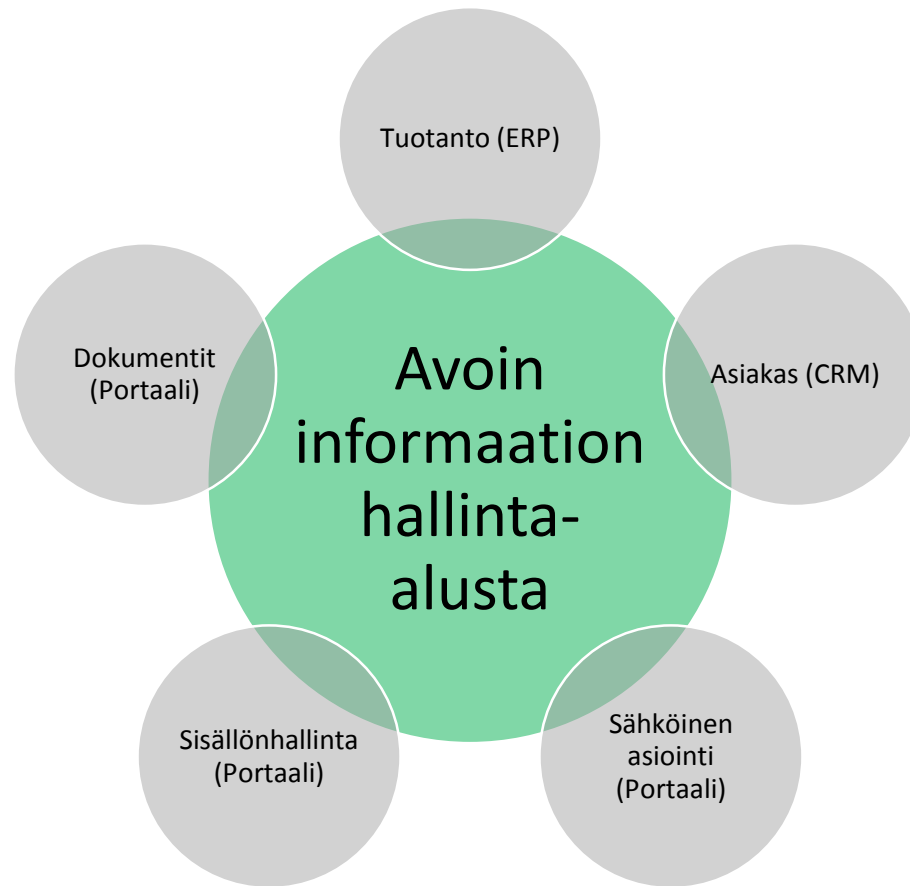 Tuotanto (ERP)
Dokumentit
(Portaali)
Avoin
informaation
hallinta-
alusta
Asiakas (CRM)
Sisällönhallinta
(Portaali)
Sähköinen
asiointi
(Portaali)